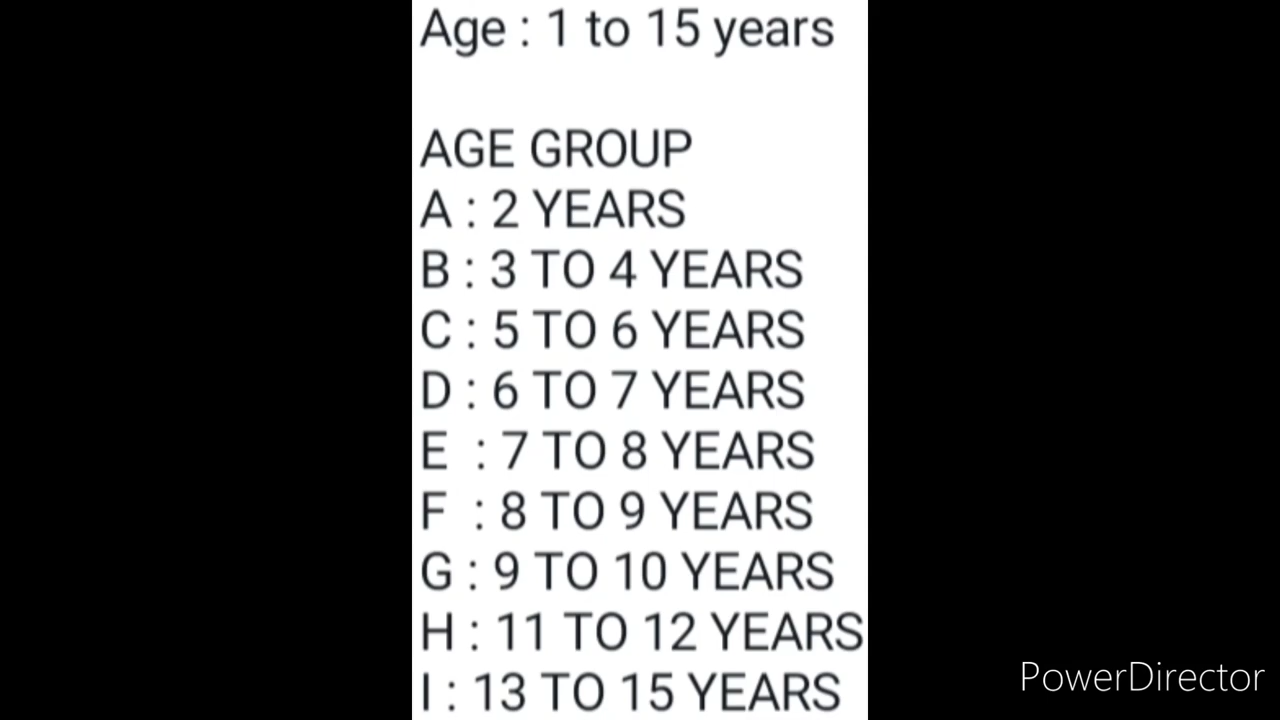 Age : 1 to 15 years
AGE GROUP
A : 2 YEARS
B : 3 TO 4 YEARS
C : 5 TO 6 YEARS
D : 6 TO 7 YEARS
E : 7 TO 8 YEARS
F : 8 TO 9 YEARS
G : 9 TO 10 YEARS
H : 11 TO 12 YEARS
I : 13 TO 15 YEARS
PowerDirector